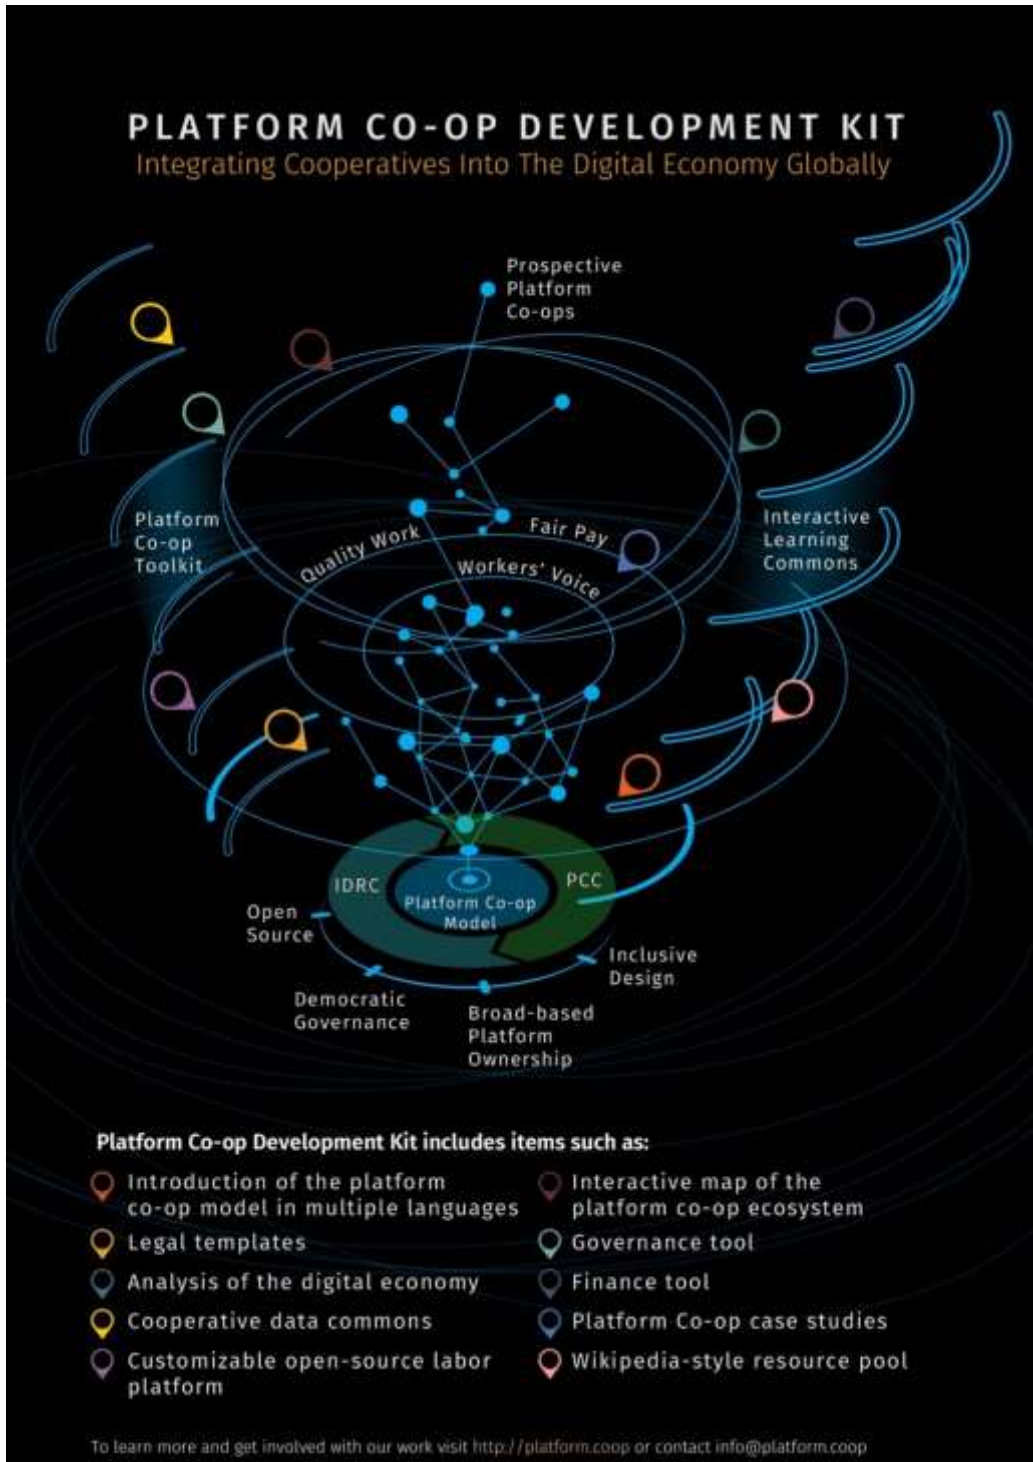 PLATFORM CO-OP DEVELOPMENT KIT
Integrating Cooperatives Into The Digital Economy Globally
Prospective
Platform
Co-ops
Platform
Co-op
Toolkit
Quality Work
Fair Pay
Workers' Voice
Interactive
Learning
Commons
IDRC
PCC
Platform Co-op
Model
Open
Source
Democratic
Governance
Broad-based
Platform
Ownership
Inclusive
Design
Platform Co-op Development Kit includes items such as:
Introduction of the platform
co-op model in multiple languages
Legal templates
Analysis of the digital economy
Cooperative data commons
Customizable open-source labor
platform
Interactive map of the
platform co-op ecosystem
Governance tool
Finance tool
Platform Co-op case studies
Wikipedia-style resource pool
To learn more and get involved with our work visit http://platform.coop or contact info@platform.coop